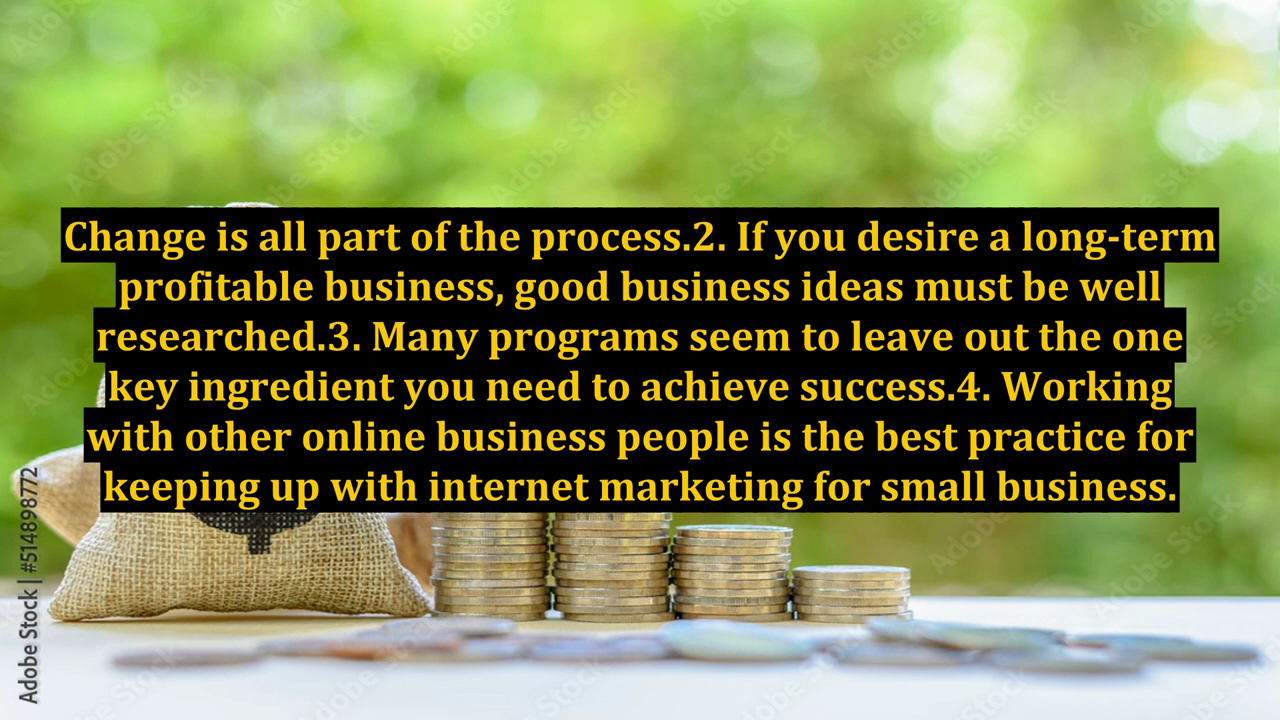 Change is all part of the process.2. If you desire a long-term
profitable business, good business ideas must be well
researched.3. Many programs seem to leave out the one
key ingredient you need to achieve success.4. Working
with other online business people is the best practice for
keeping up with internet marketing for small business.
Adobe Stock | #514898772